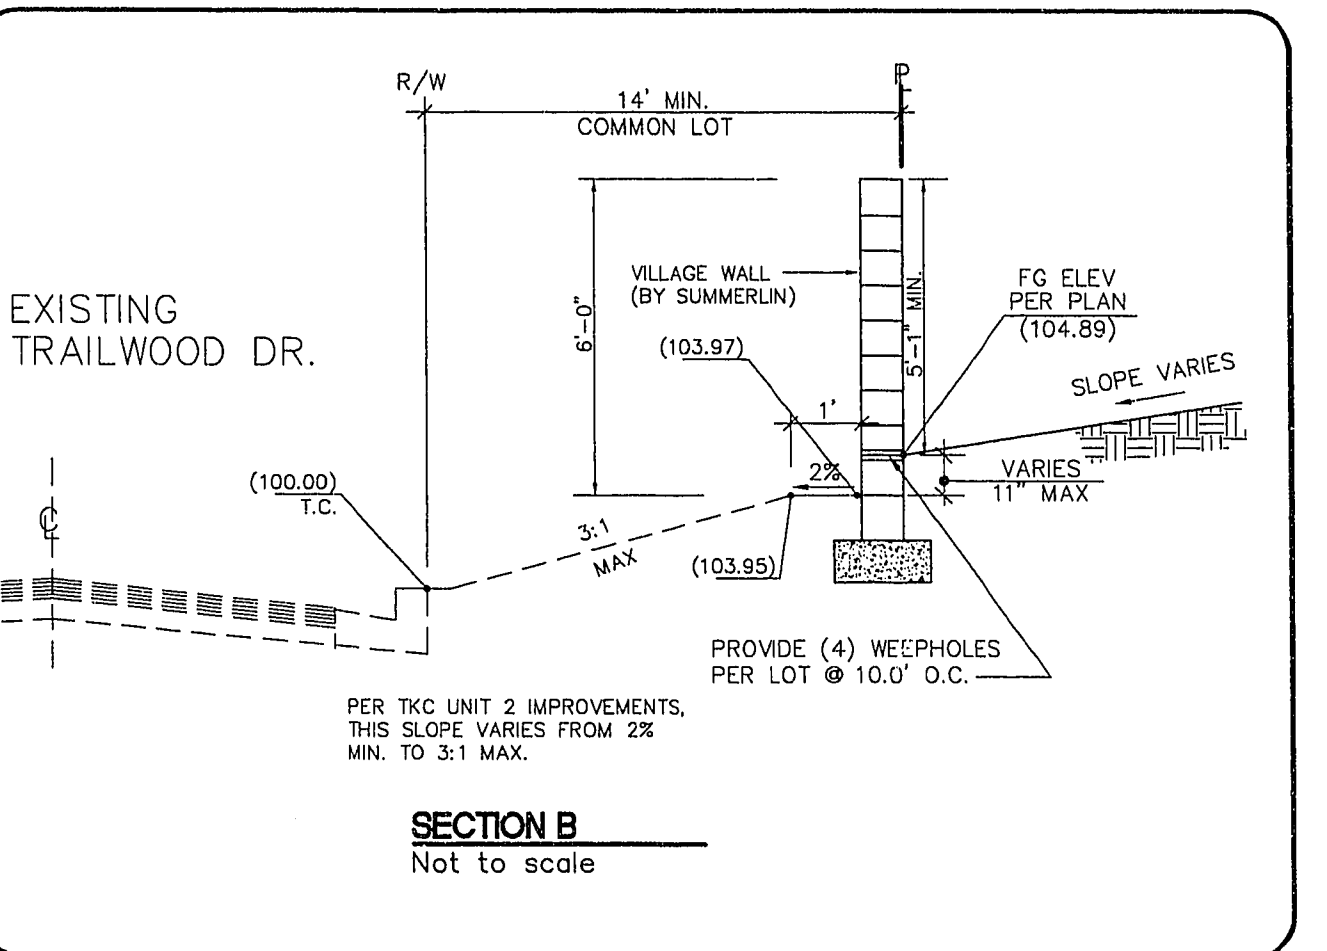 R/W
PL
14' MIN.
COMMON LOT
EXISTING
TRAILWOOD DR.
VILLAGE WALL
(BY SUMMERLIN)
6'-0"
5'-1" MIN.
FG ELEV
PER PLAN
(104.89)
(103.97)
SLOPE VARIES
1'
2%
VARIES
11" MAX
(100.00)
T.C.
CL
3:1
MAX
(103.95)
PROVIDE (4) WEEPHOLES
PER LOT @ 10.0' O.C.
PER TKC UNIT 2 IMPROVEMENTS,
THIS SLOPE VARIES FROM 2%
MIN. TO 3:1 MAX.
SECTION B
Not to scale